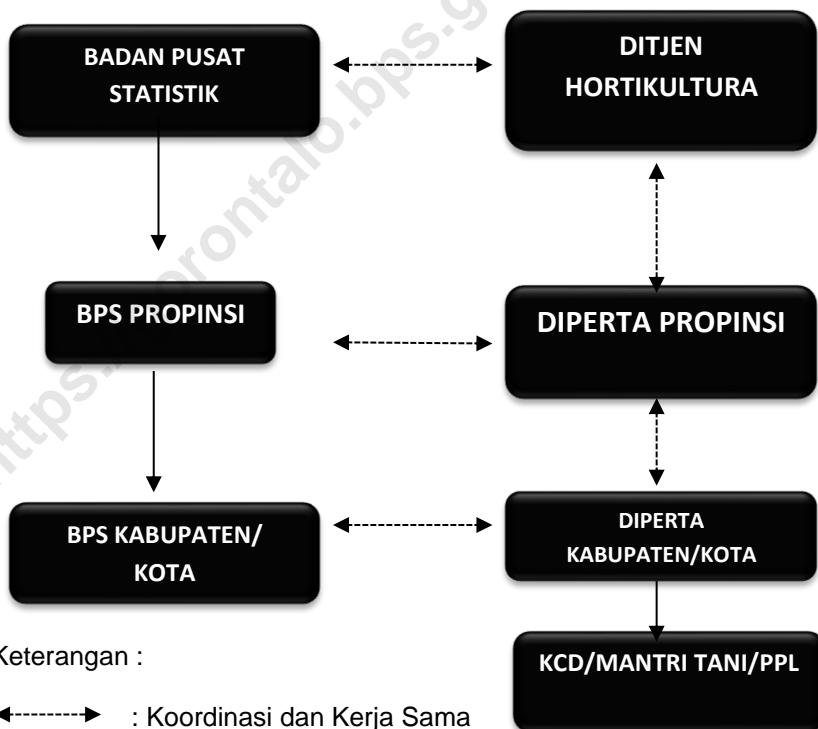 BADAN PUSAT
STATISTIK
DITJEN
HORTIKULTURA
BPS PROPINSI
DIPERTA PROPINSI
BPS KABUPATEN/
KOTA
DIPERTA
KABUPATEN/KOTA
KCD/MANTRI TANI/PPL
Keterangan :
: Koordinasi dan Kerja Sama